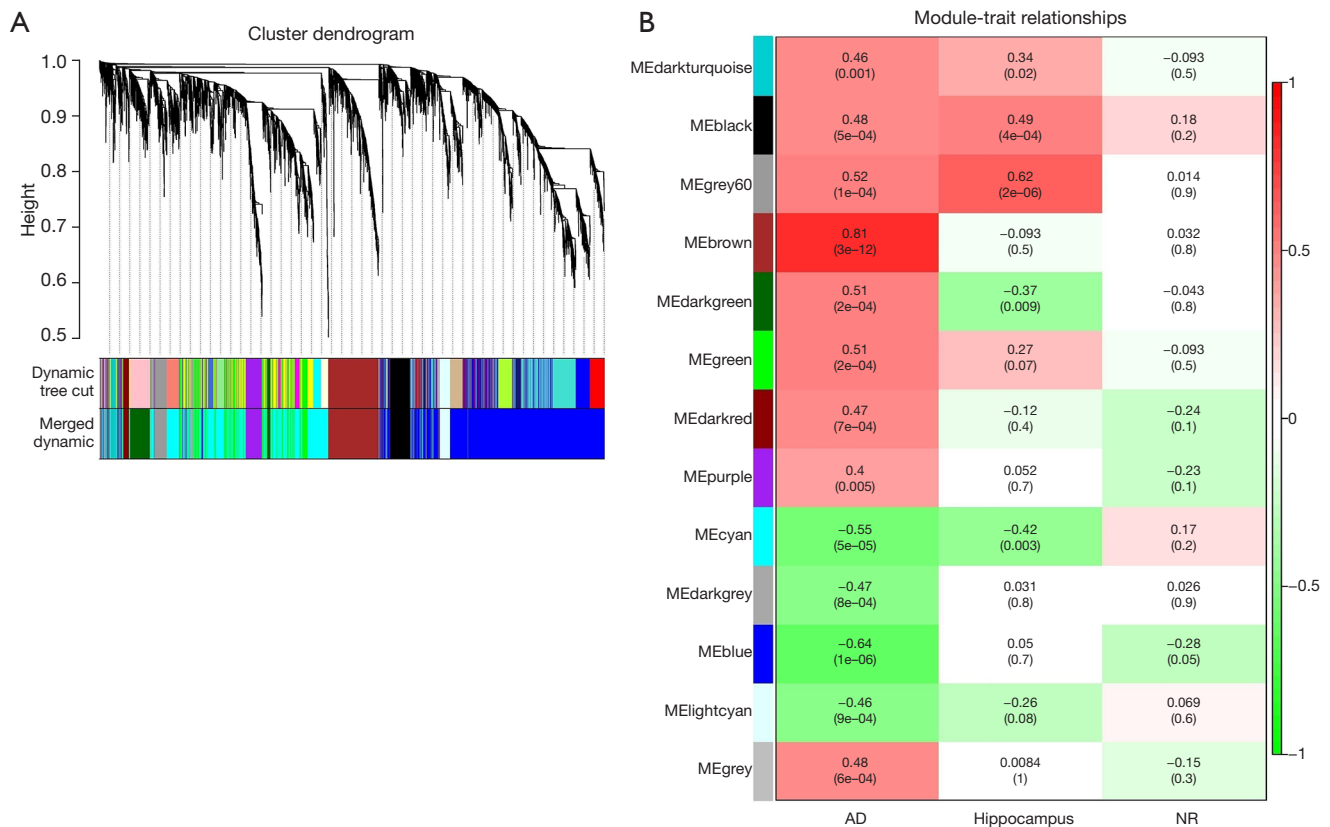 A
Cluster dendrogram
1.0
0.9
0.8
0.7
0.6
0.5
Height
Dynamic
tree cut
Merged
dynamic
B
Module-trait relationships
MEdarkturquoise
0.46
(0.001)
0.34
(0.02)
−0.093
(0.5)
MEblack
0.48
(5e−04)
0.49
(4e−04)
0.18
(0.2)
MEgrey60
0.52
(1e−04)
0.62
(2e−06)
0.014
(0.9)
MEbrown
0.81
(3e−12)
−0.093
(0.5)
0.032
(0.8)
MEdarkgreen
0.51
(2e−04)
−0.37
(0.009)
−0.043
(0.8)
MEgreen
0.51
(2e−04)
0.27
(0.07)
−0.093
(0.5)
MEdarkred
0.47
(7e−04)
−0.12
(0.4)
−0.24
(0.1)
MEpurple
0.4
(0.005)
0.052
(0.7)
−0.23
(0.1)
MEcyan
−0.55
(5e−05)
−0.42
(0.003)
0.17
(0.2)
MEdarkgrey
−0.47
(8e−04)
0.031
(0.8)
0.026
(0.9)
MEblue
−0.64
(1e−06)
0.05
(0.7)
−0.28
(0.05)
MElightcyan
−0.46
(9e−04)
−0.26
(0.08)
0.069
(0.6)
MEgrey
0.48
(6e−04)
0.0084
(1)
−0.15
(0.3)
AD
Hippocampus
NR
1
0.5
0
−0.5
−1